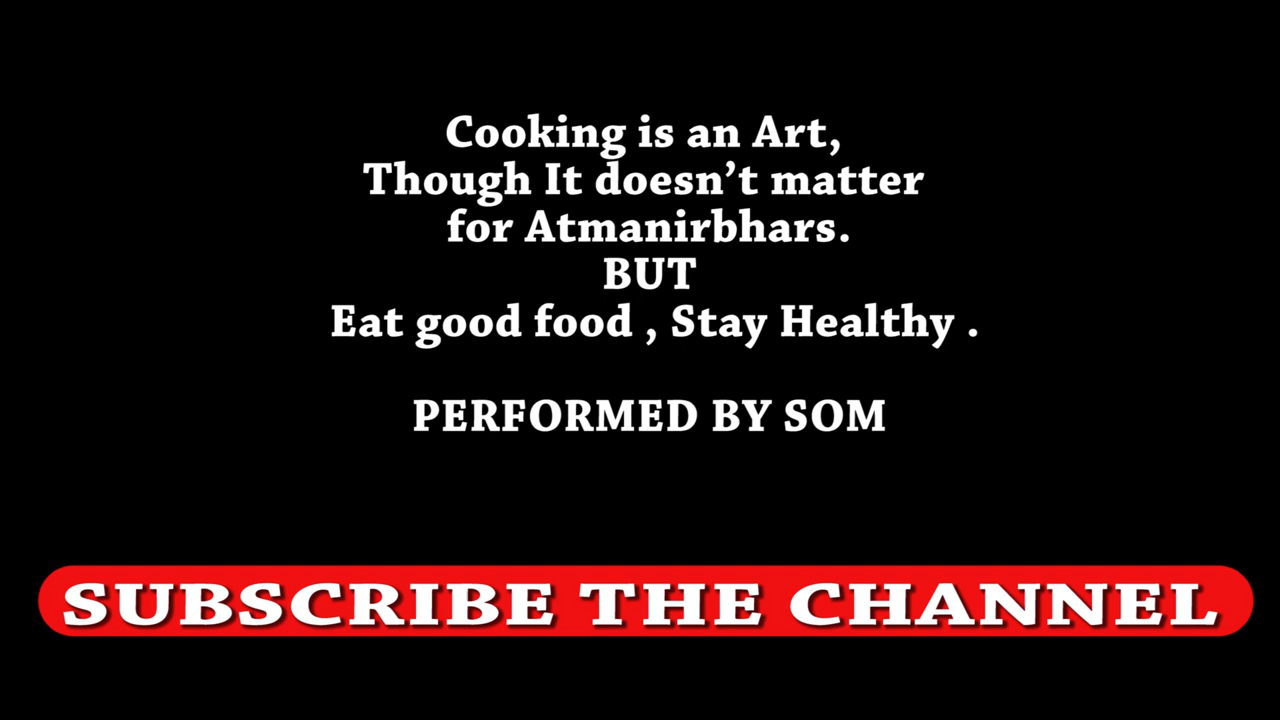 Cooking is an Art,
Though It doesn’t matter
for Atmanirbhars.
BUT
Eat good food , Stay Healthy .
PERFORMED BY SOM
SUBSCRIBE THE CHANNEL